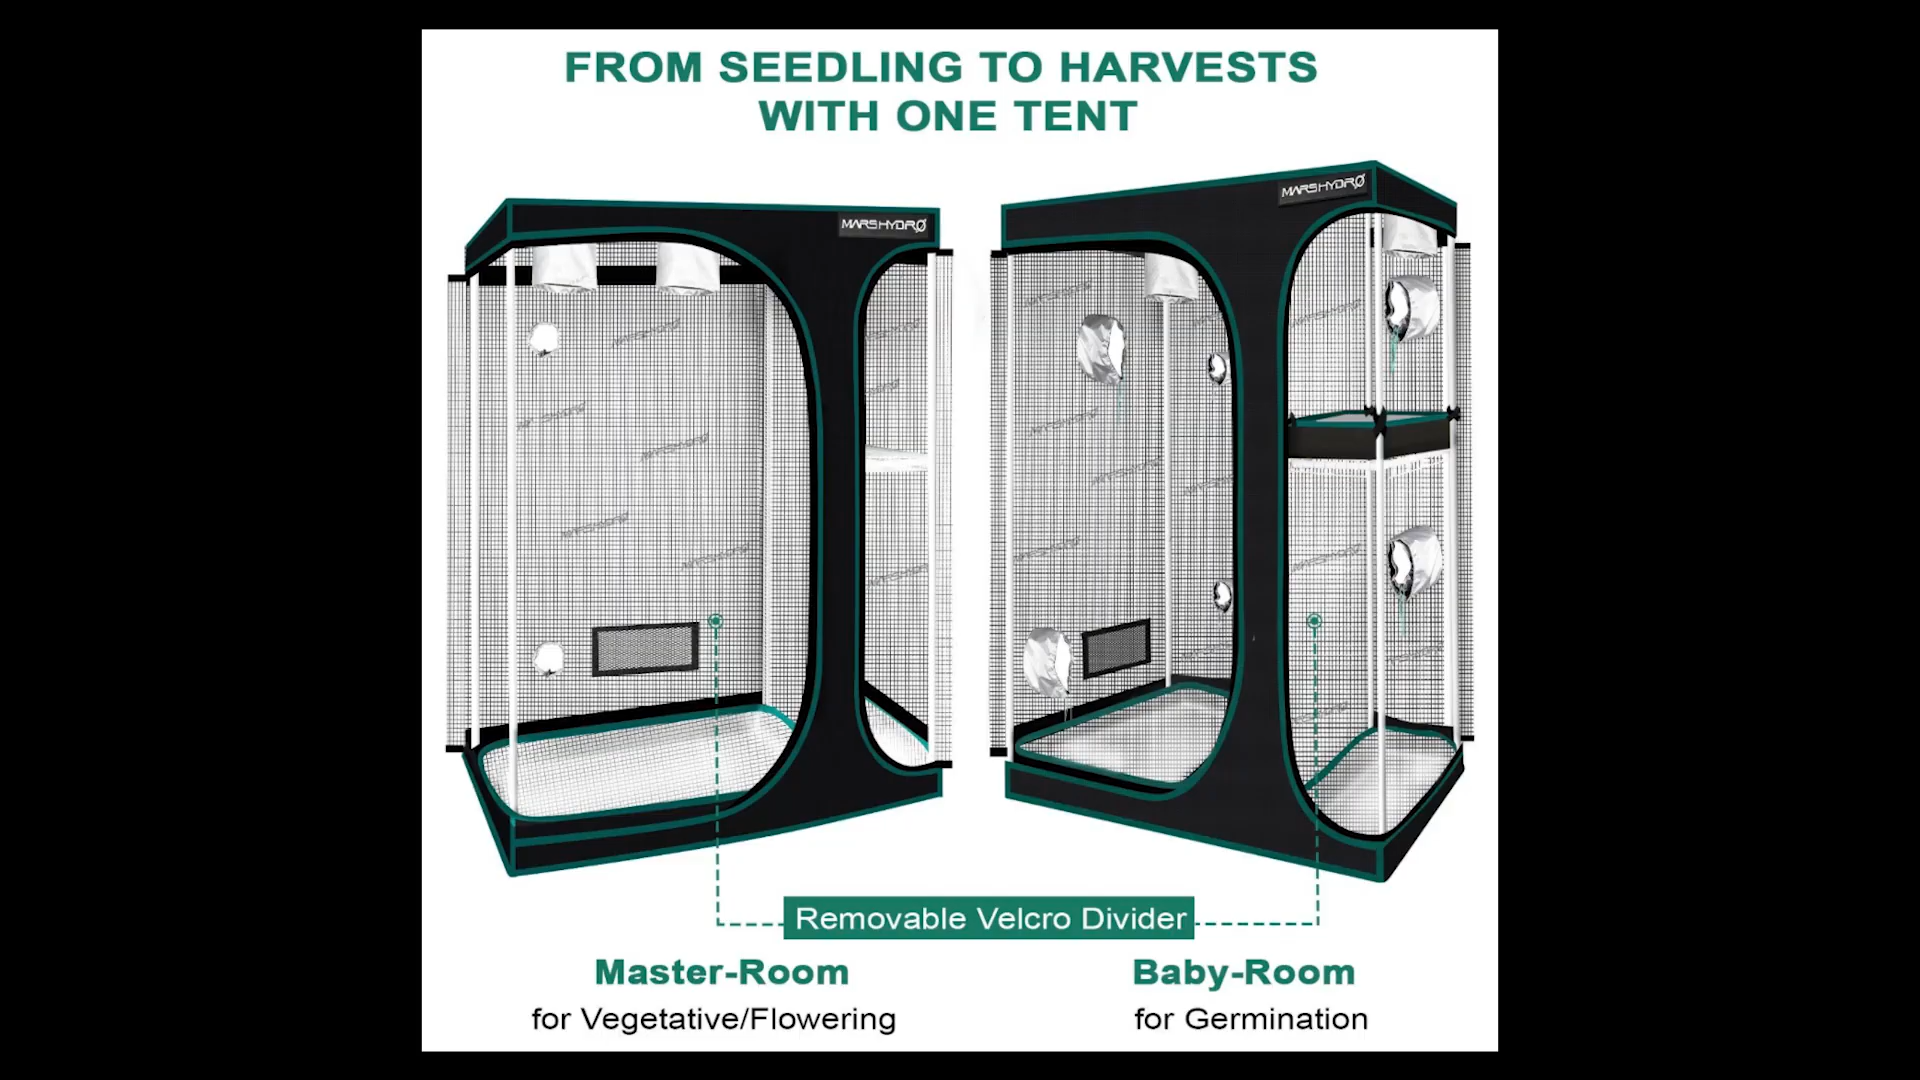 FROM SEEDLING TO HARVESTS
WITH ONE TENT
MARSHYDRO
MARSHYDRO
Removable Velcro Divider
Master-Room
for Vegetative/Flowering
Baby-Room
for Germination